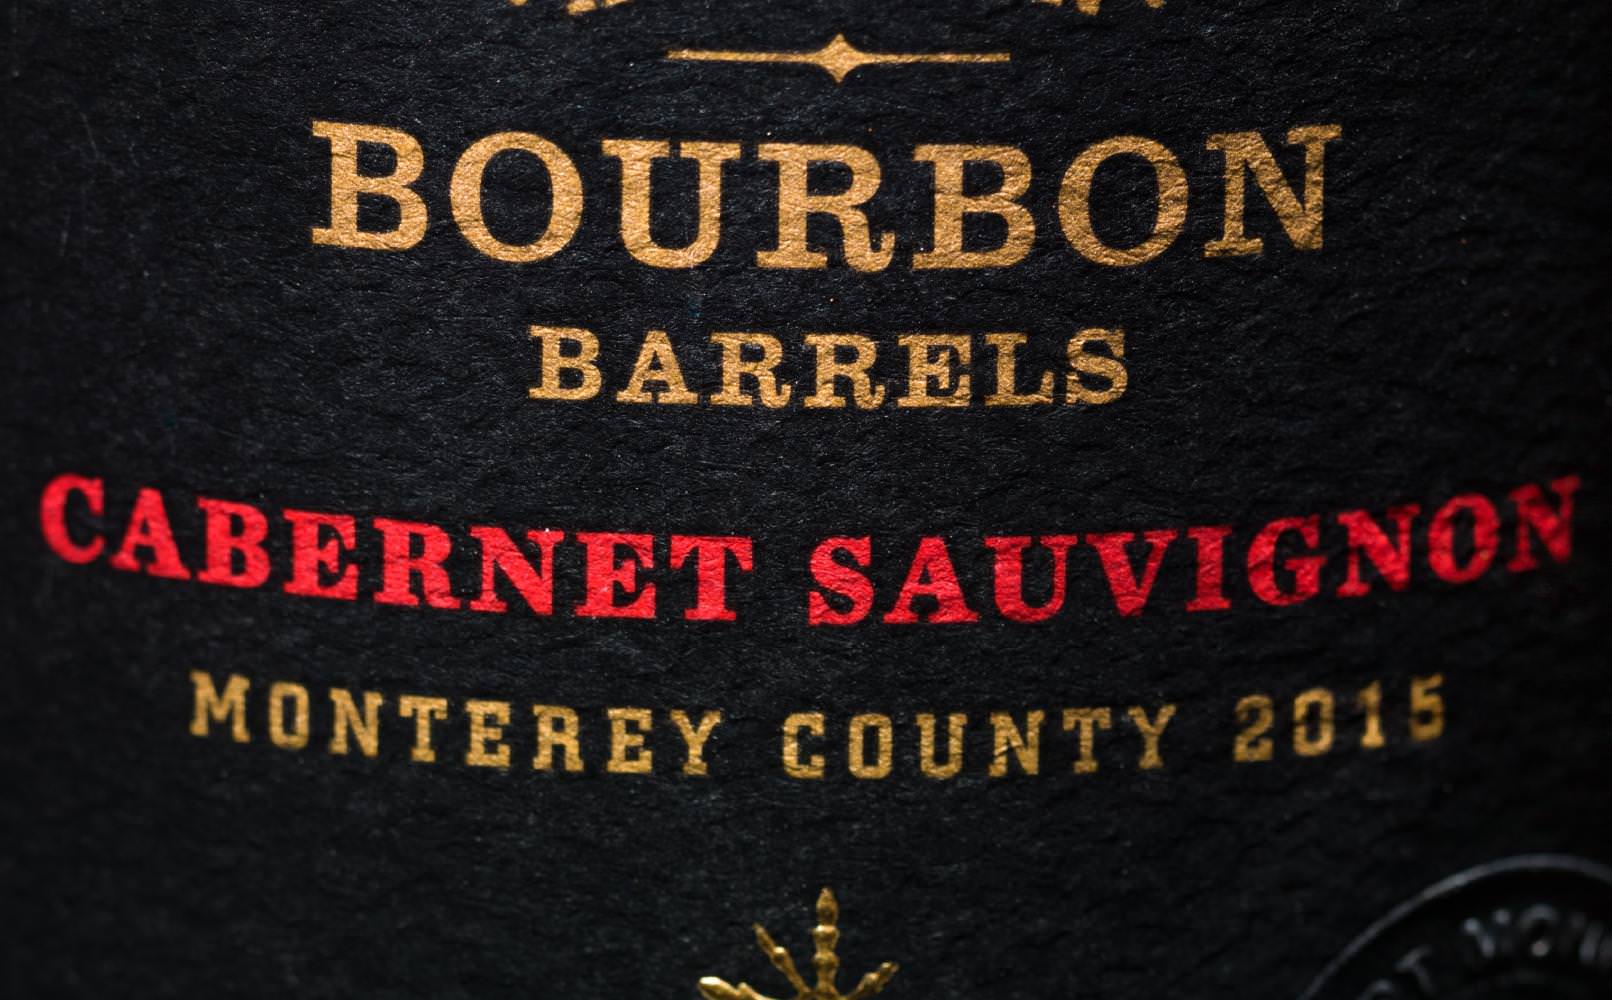 BOURBON
BARRELS
CABERNET SAUVIGNON
MONTEREY COUNTY 2015